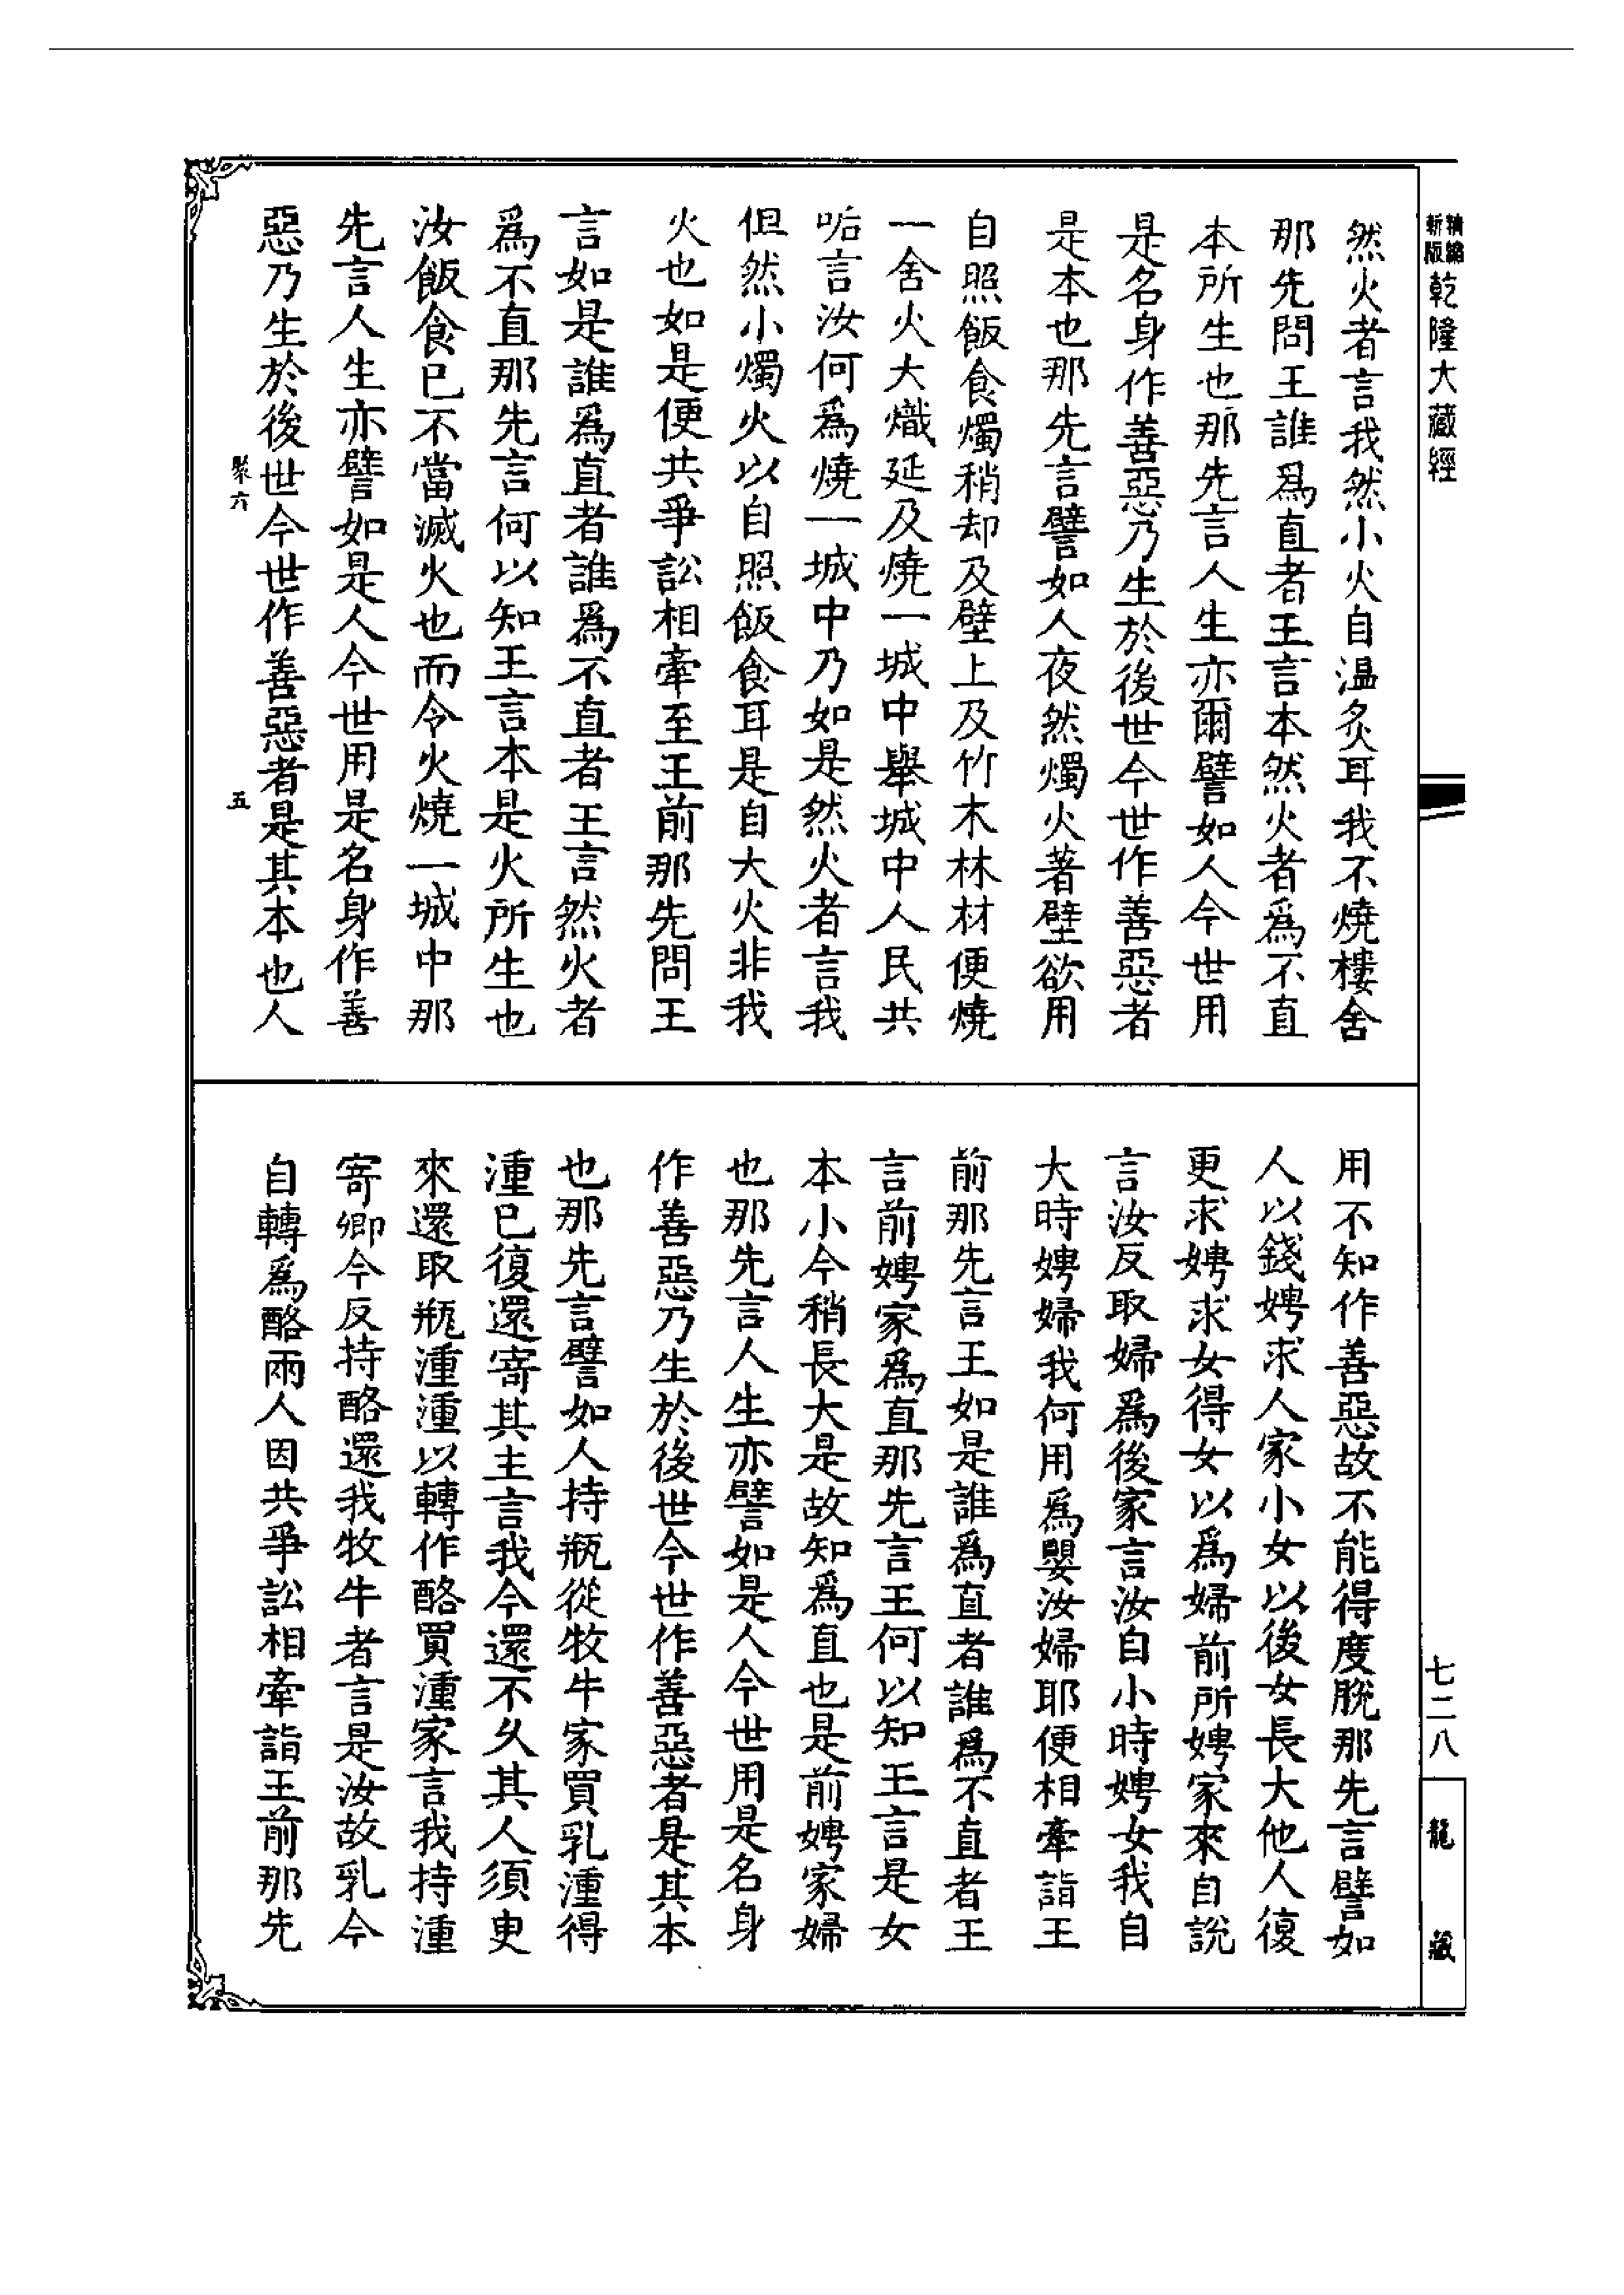 精縮新版乾隆大藏經
然火者言我然小火自溫炙耳我不燒樓舍
那先問王誰爲直者王言本然火者爲不直
本所生也那先言人生亦爾譬如人今世用
是名身作善惡乃生於後世今世作善惡者
是本也那先言譬如人夜然燭火著壁欲用
自照飯食燭稍却及壁上及竹木林材便燒
一舍火大熾延及燒一城中舉城中人民共
咶言汝何爲燒一城中乃如是然火者言我
但然小燭火以自照飯食耳是自大火非我
火也如是便共爭訟相牽至王前那先問王
言如是誰爲直者誰爲不直者王言然火者
爲不直那先言何以知王言本是火所生也
汝飯食已不當滅火也而令火燒一城中那
先言人生亦譬如是人今世用是名身作善
惡乃生於後世今世作善惡者是其本也人
聚六
五
用不知作善惡故不能得度脫那先言譬如
人以錢娉求人家小女以後女長大他人復
更求娉求女得女以爲婦前所娉家來自說
言汝反取婦爲後家言汝自小時娉女我自
大時娉婦我何用爲嬰汝婦耶便相牽詣王
前那先言王如是誰爲直者誰爲不直者王
言前娉家爲直那先言王何以知王言是女
本小今稍長大是故知爲直也是前娉家婦
也那先言人生亦譬如是人今世用是名身
作善惡乃生於後世今世作善惡者是其本
也那先言譬如人持瓶從牧牛家買乳湩得
湩已復還寄其主言我今還不久其人須臾
來還取瓶湩湩以轉作酪買湩家言我持湩
寄卿今反持酪還我牧牛者言是汝故乳今
自轉爲酪兩人因共爭訟相牽詣王前那先
七二八
龍藏